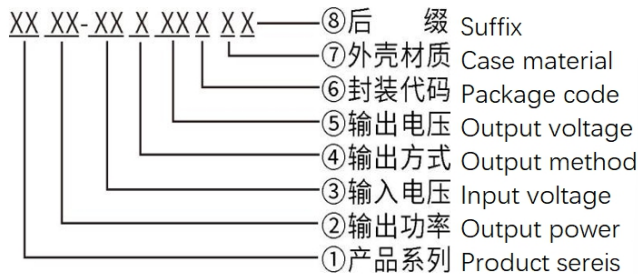 XX XX-XX X XX X X X ⑧后 缀 Suffix
⑦外壳材质 Case material
⑥封装代码 Package code
⑤输出电压 Output voltage
④输出方式 Output method
③输入电压 Input voltage
②输出功率 Output power
①产品系列 Product sereis